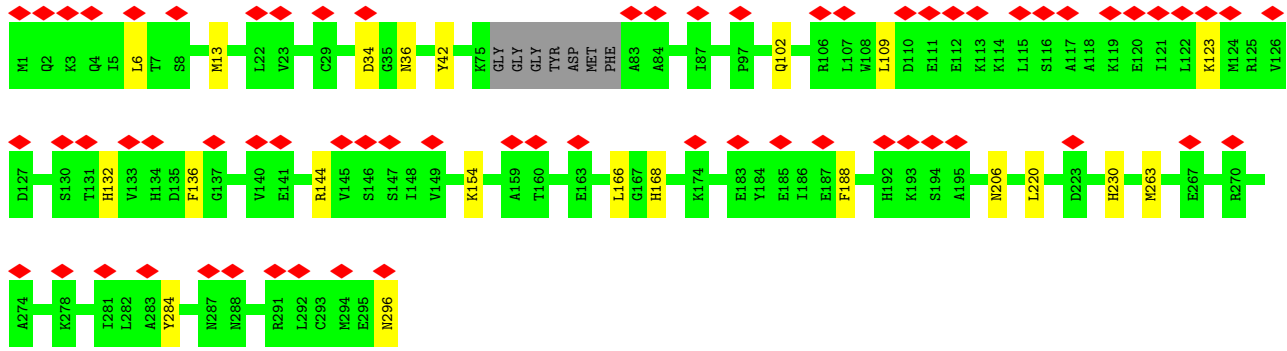 M1 Q2 K3 Q4 I5 L6 T7 S8 M13 L22 V23 C29 D34 G35 N36 Y42 K75 GLY GLY GLY TYR ASP MET PHE A83 A84 I87 P97 Q102 R106 L107 W108 L109 D110 E111 E112 K113 K114 L115 S116 A117 A118 K119 E120 I121 L122 K123 M124 R125 V126
D127 S130 T131 H132 V133 H134 D135 F136 G137 V140 E141 R144 V145 S146 S147 I148 V149 K154 A159 T160 E163 L166 G167 H168 K174 E183 Y184 E185 I186 E187 F188 H192 K193 S194 A195 N206 L220 D223 H230 M263 E267 R270
A274 K278 I281 L282 A283 Y284 N287 N288 R291 L292 C293 M294 E295 N296